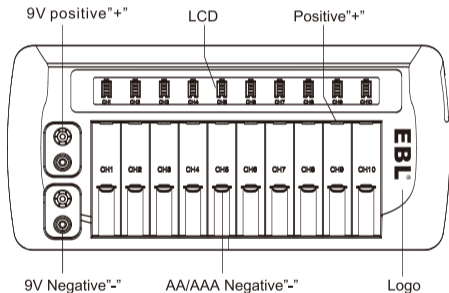 9V positive"+"
LCD
Positive"+"
CH1 CH2 CH3 CH4 CH5 CH6 CH7 CH8 CH9 CH10
CH1 CH2 CH3 CH4 CH5 CH6 CH7 CH8 CH9 CH10
EBL®
9V Negative"-"
AA/AAA Negative"-"
Logo